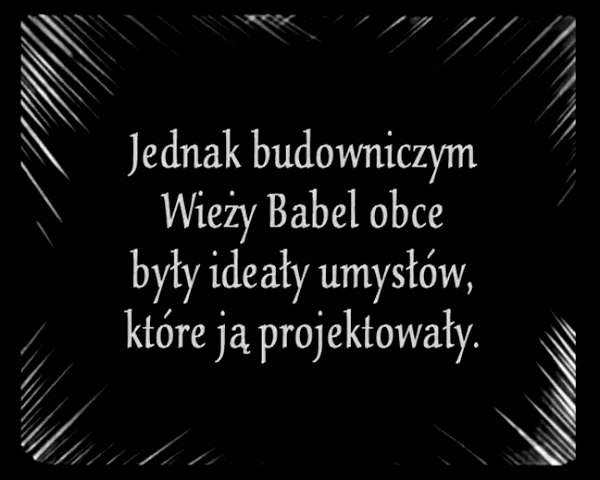 Jednak budowniczym
Wieży Babel obce
były ideały umysłów,
które ją projektowały.